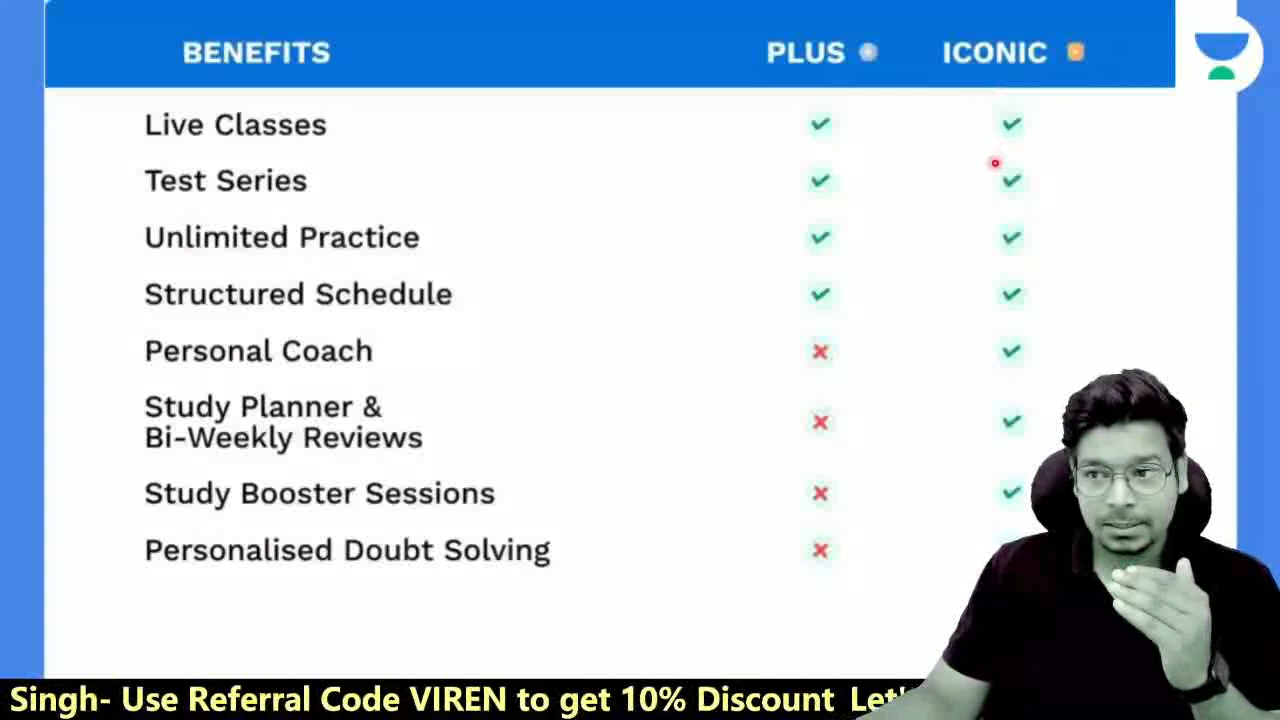 BENEFITS PLUS ICONIC
Live Classes
Test Series
Unlimited Practice
Structured Schedule
Personal Coach
Study Planner &
Bi-Weekly Reviews
Study Booster Sessions
Personalised Doubt Solving
Singh- Use Referral Code VIREN to get 10% Discount Let'